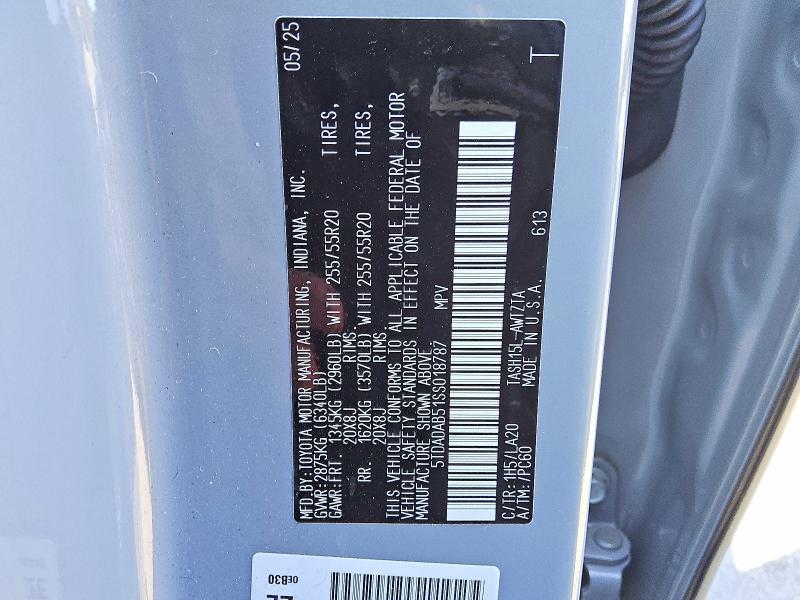 MFD.BY:TOYOTA MOTOR MANUFACTURING, INDIANA, INC. 05/25
GVWR:2875KG (6340LB)
GAWR:FRT. 1345KG (2960LB) WITH 255/55R20 TIRES,
20X8J RIMS,
RR. 1620KG (3570LB) WITH 255/55R20 TIRES,
20X8J RIMS.
THIS VEHICLE CONFORMS TO ALL APPLICABLE FEDERAL MOTOR
VEHICLE SAFETY STANDARDS IN EFFECT ON THE DATE OF
MANUFACTURE SHOWN ABOVE.
5TDADAB51SS018787 MPV
C/TR:1H5/LA20 TASH15L-AWTZTA 613 T
A/TM:/PC60 MADE IN U.S.A.
0EB30